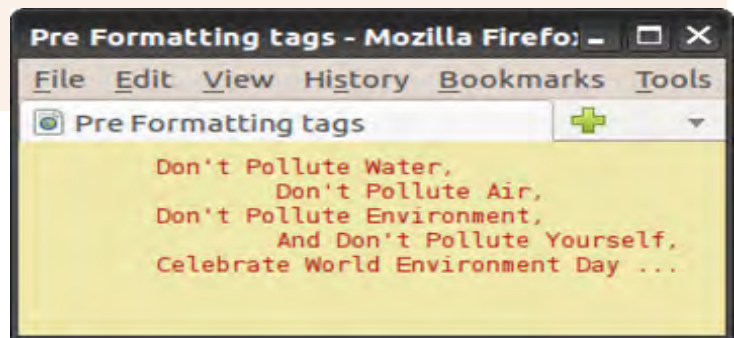 Pre Formatting tags - Mozilla Firefo
File Edit View History Bookmarks Tools
Pre Formatting tags
Don't Pollute Water,
Don't Pollute Air,
Don't Pollute Environment,
And Don't Pollute Yourself,
Celebrate World Environment Day ...